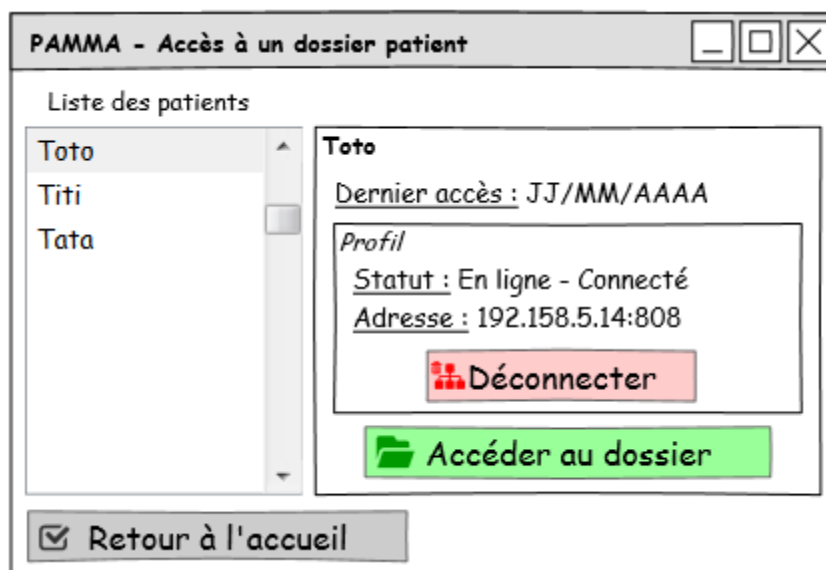 PAMMA - Accès à un dossier patient
Liste des patients
Toto
Titi
Tata
Toto
Dernier accès : JJ/MM/AAAA
Profil
Statut : En ligne - Connecté
Adresse : 192.158.5.14:808
Déconnecter
Accéder au dossier
Retour à l'accueil